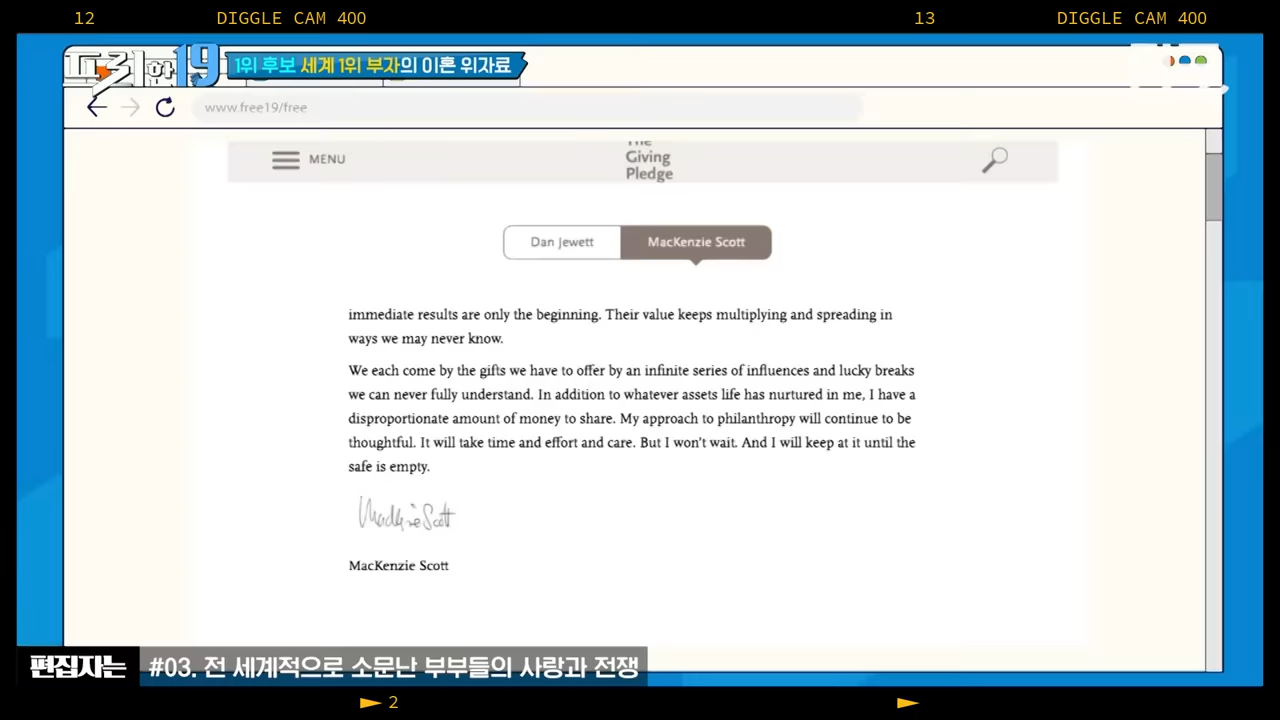 12 DIGGLE CAM 400 13 DIGGLE CAM 400
프리한 19
1위 후보 세계 1위 부자의 이혼 위자료
www.free19/free
MENU
The
Giving
Pledge
Dan Jewett MacKenzie Scott
immediate results are only the beginning. Their value keeps multiplying and spreading in
ways we may never know.
We each come by the gifts we have to offer by an infinite series of influences and lucky breaks
we can never fully understand. In addition to whatever assets life has nurtured in me, I have a
disproportionate amount of money to share. My approach to philanthropy will continue to be
thoughtful. It will take time and effort and care. But I won't wait. And I will keep at it until the
safe is empty.
MacKenzie Scott
MacKenzie Scott
편집자는 #03. 전 세계적으로 소문난 부부들의 사랑과 전쟁
2